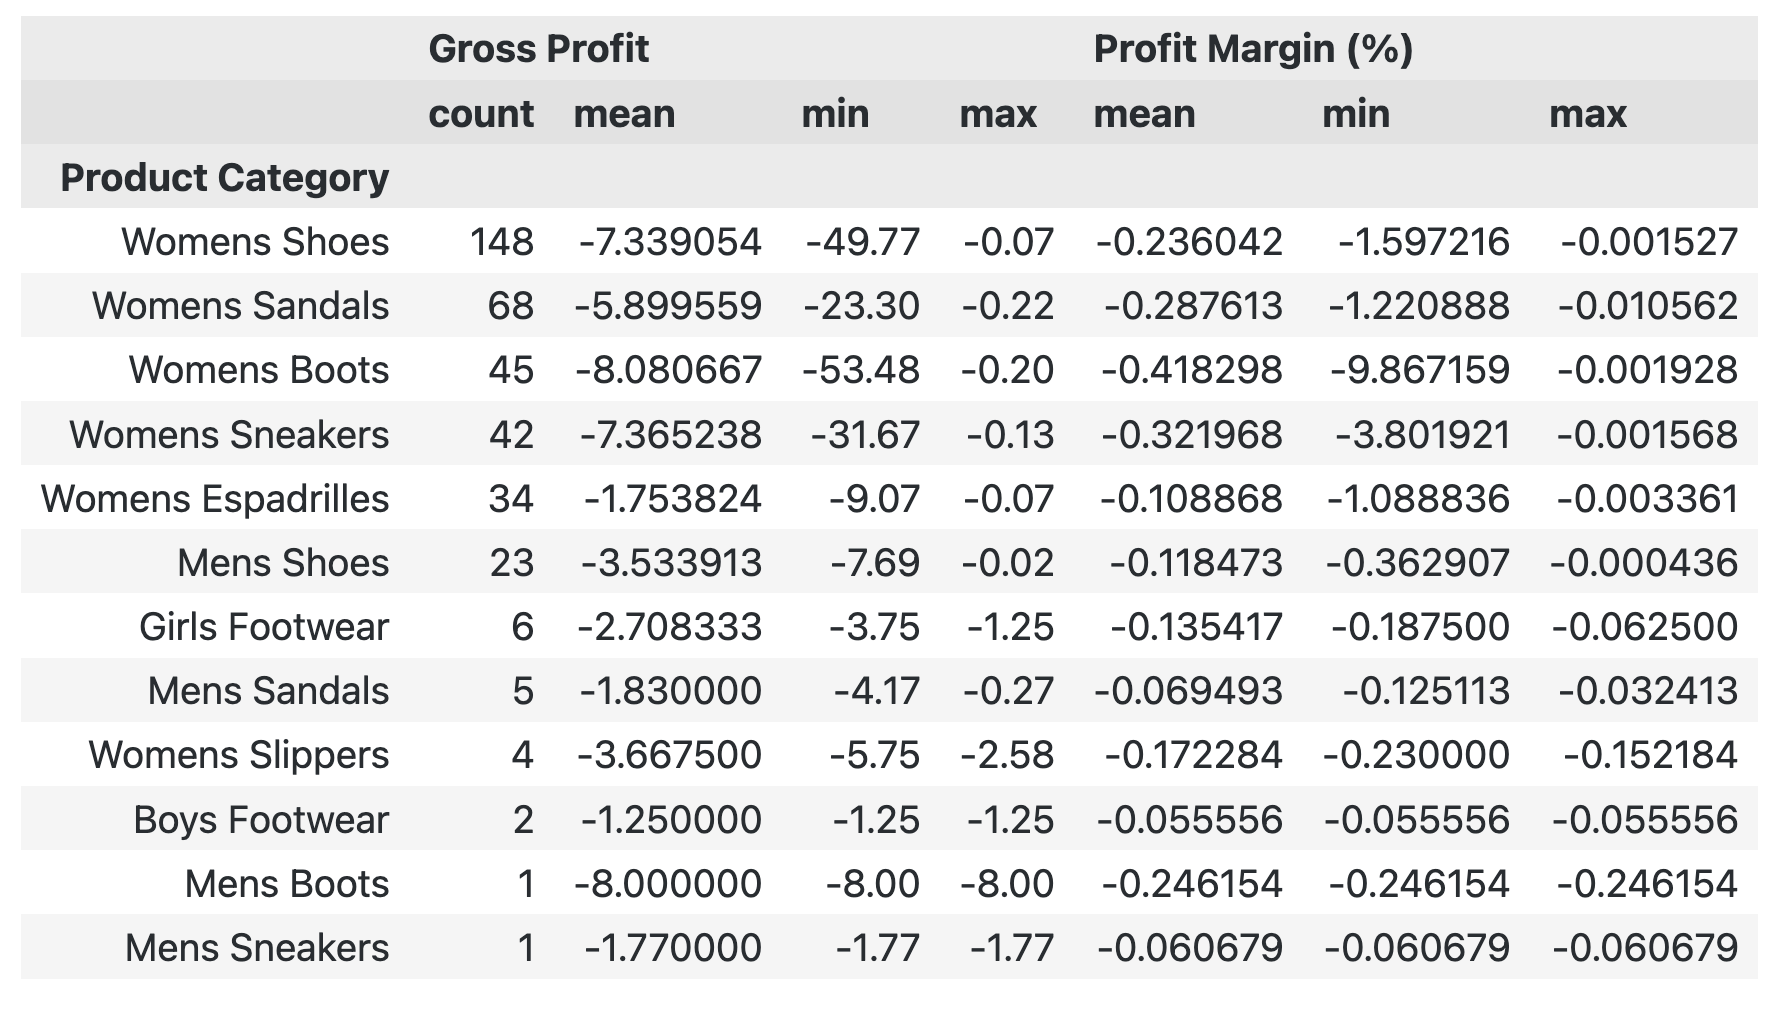 Gross Profit Profit Margin (%)
count mean min max mean min max
Product Category
Womens Shoes 148 -7.339054 -49.77 -0.07 -0.236042 -1.597216 -0.001527
Womens Sandals 68 -5.899559 -23.30 -0.22 -0.287613 -1.220888 -0.010562
Womens Boots 45 -8.080667 -53.48 -0.20 -0.418298 -9.867159 -0.001928
Womens Sneakers 42 -7.365238 -31.67 -0.13 -0.321968 -3.801921 -0.001568
Womens Espadrilles 34 -1.753824 -9.07 -0.07 -0.108868 -1.088836 -0.003361
Mens Shoes 23 -3.533913 -7.69 -0.02 -0.118473 -0.362907 -0.000436
Girls Footwear 6 -2.708333 -3.75 -1.25 -0.135417 -0.187500 -0.062500
Mens Sandals 5 -1.830000 -4.17 -0.27 -0.069493 -0.125113 -0.032413
Womens Slippers 4 -3.667500 -5.75 -2.58 -0.172284 -0.230000 -0.152184
Boys Footwear 2 -1.250000 -1.25 -1.25 -0.055556 -0.055556 -0.055556
Mens Boots 1 -8.000000 -8.00 -8.00 -0.246154 -0.246154 -0.246154
Mens Sneakers 1 -1.770000 -1.77 -1.77 -0.060679 -0.060679 -0.060679